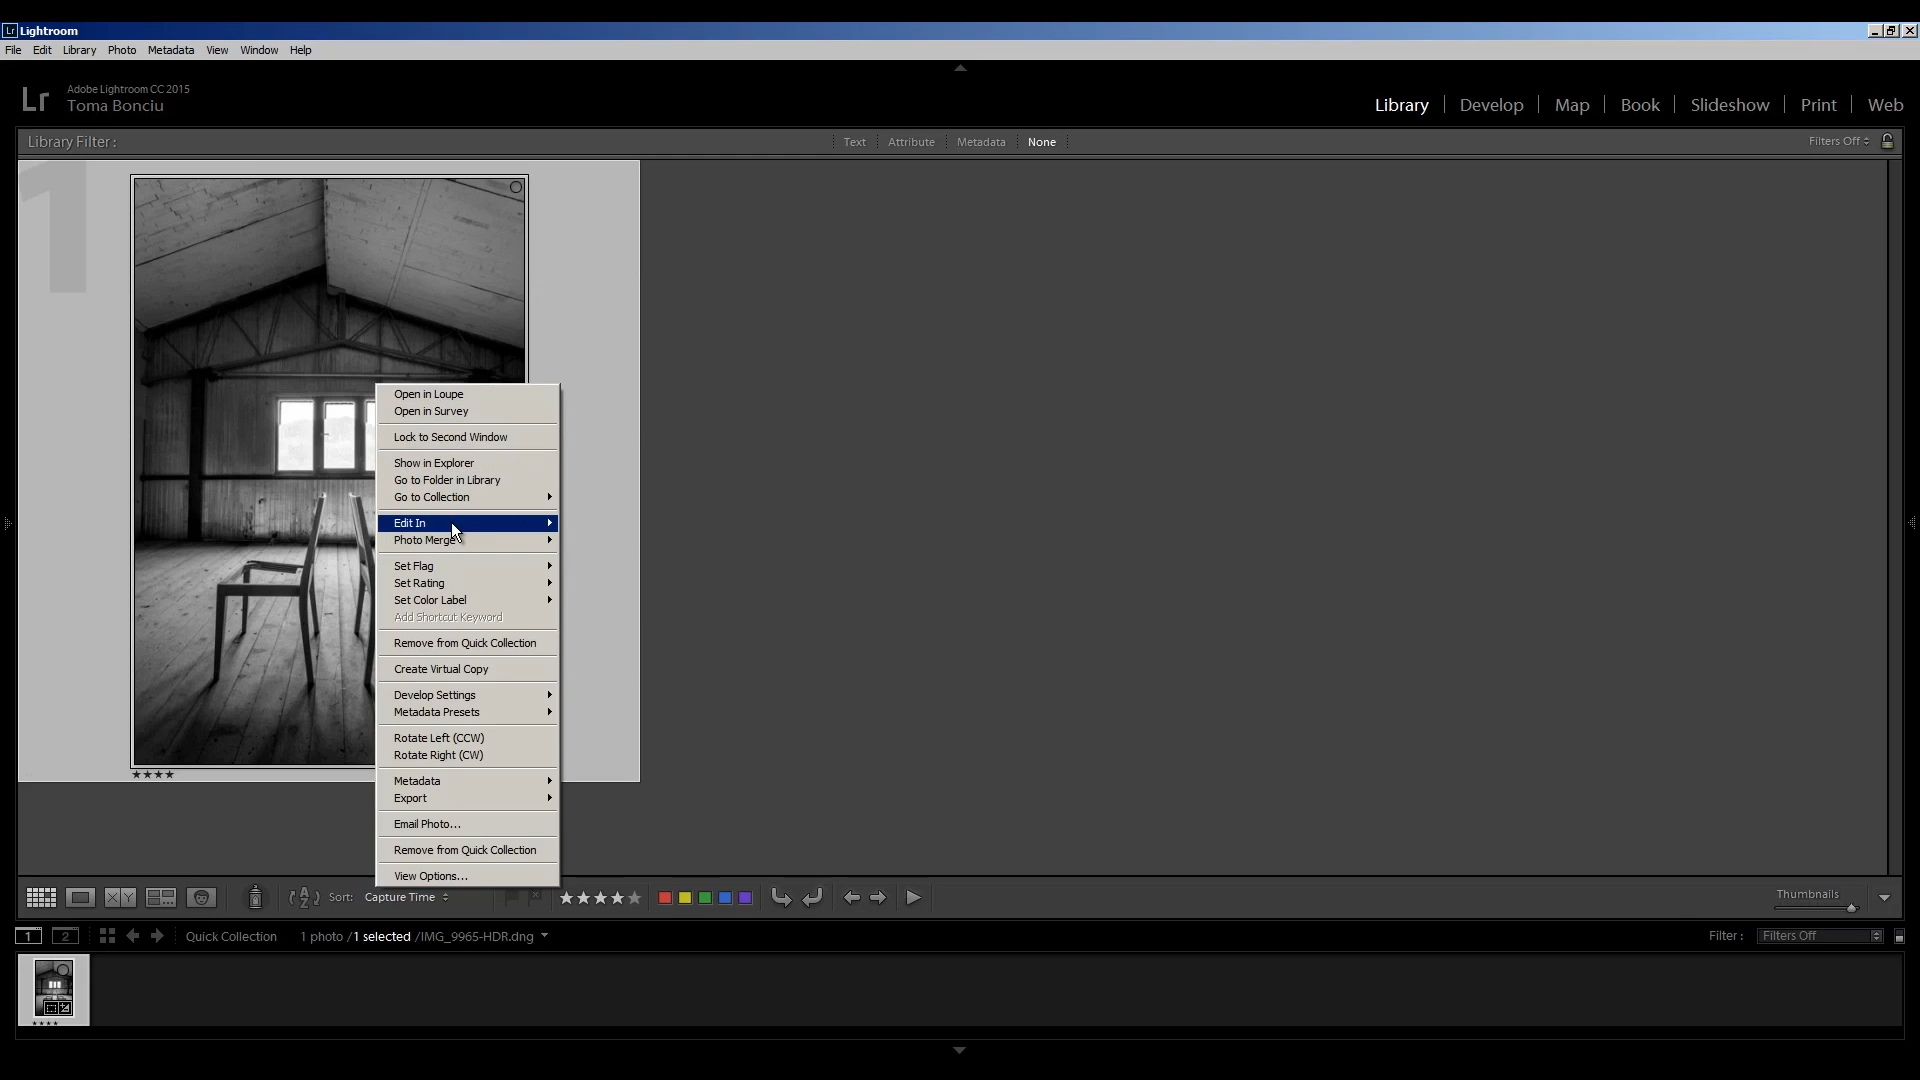 Lr Lightroom
File Edit Library Photo Metadata View Window Help
Lr
Adobe Lightroom CC 2015
Toma Bonciu
Library Develop Map Book Slideshow Print Web
Library Filter :
Text Attribute Metadata None
Filters Off
1
Open in Loupe
Open in Survey
Lock to Second Window
Show in Explorer
Go to Folder in Library
Go to Collection
Edit In
Photo Merge
Set Flag
Set Rating
Set Color Label
Add Shortcut Keyword
Remove from Quick Collection
Create Virtual Copy
Develop Settings
Metadata Presets
Rotate Left (CCW)
Rotate Right (CW)
Metadata
Export
Email Photo...
Remove from Quick Collection
View Options...
★★★★
XY
AZ Sort: Capture Time
Thumbnails
1 2 Quick Collection 1 photo / 1 selected / IMG_9965-HDR.dng
Filter : Filters Off
★★★★